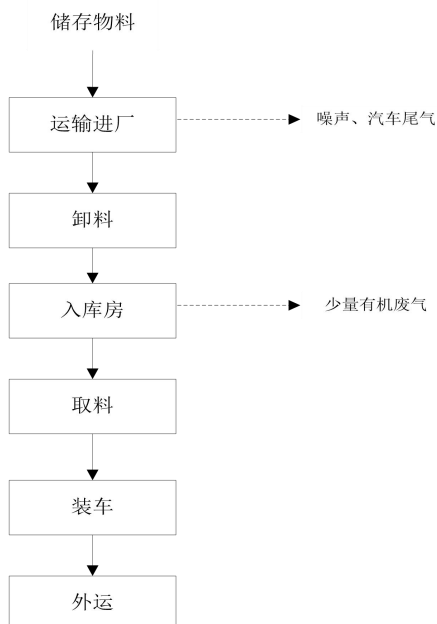 储存物料
运输进厂
噪声、汽车尾气
卸料
入库房
少量有机废气
取料
装车
外运